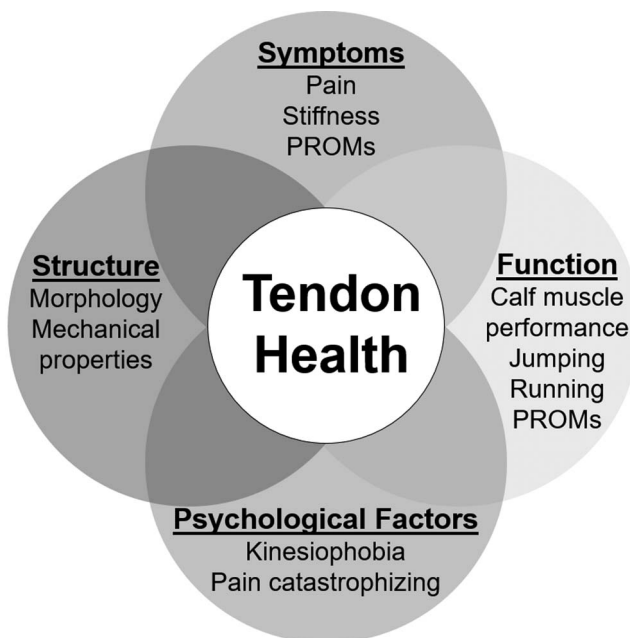 Symptoms
Pain
Stiffness
PROMs
Structure
Morphology
Mechanical
properties
Tendon
Health
Function
Calf muscle
performance
Jumping
Running
PROMs
Psychological Factors
Kinesiophobia
Pain catastrophizing